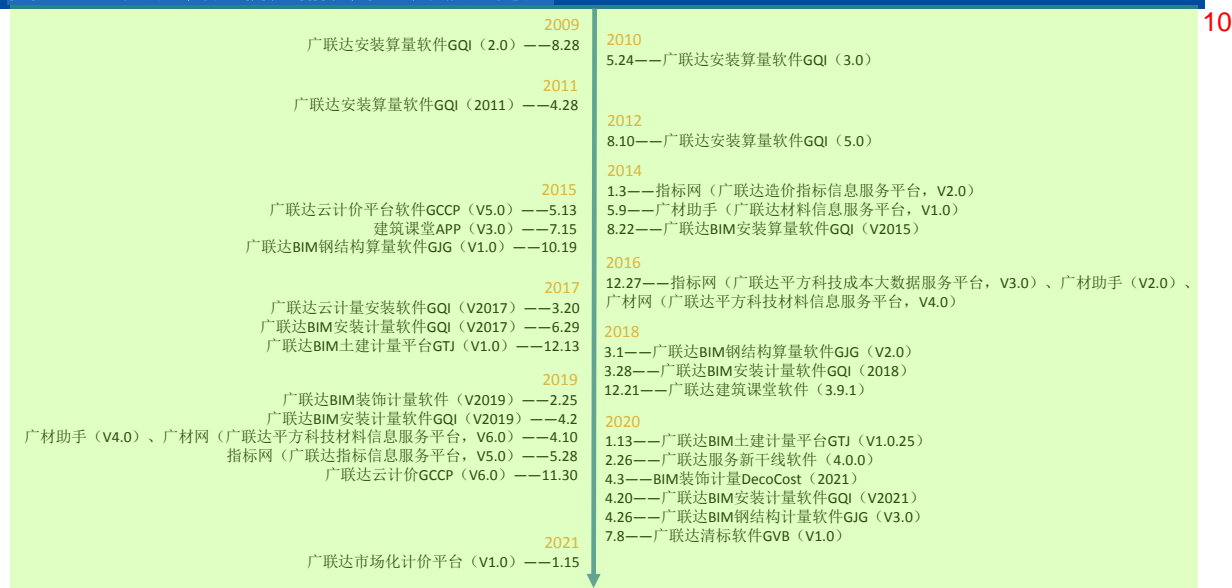 10
2009
广联达安装算量软件GQI（2.0）——8.28
2010
5.24——广联达安装算量软件GQI（3.0）
2011
广联达安装算量软件GQI（2011）——4.28
2012
8.10——广联达安装算量软件GQI（5.0）
2014
1.3——指标网（广联达造价指标信息服务平台，V2.0）
5.9——广材助手（广联达材料信息服务平台，V1.0）
8.22——广联达BIM安装算量软件GQI（V2015）
2015
广联达云计价平台软件GCCP（V5.0）——5.13
建筑课堂APP（V3.0）——7.15
广联达BIM钢结构算量软件GJG（V1.0）——10.19
2016
12.27——指标网（广联达平方科技成本大数据服务平台，V3.0）、广材助手（V2.0）、
广材网（广联达平方科技材料信息服务平台，V4.0）
2017
广联达云计量安装软件GQI（V2017）——3.20
广联达BIM安装计量软件GQI（V2017）——6.29
广联达BIM土建计量平台GTJ（V1.0）——12.13
2018
3.1——广联达BIM钢结构算量软件GJG（V2.0）
3.28——广联达BIM安装计量软件GQI（2018）
12.21——广联达建筑课堂软件（3.9.1）
2019
广联达BIM装饰计量软件（V2019）——2.25
广联达BIM安装计量软件GQI（V2019）——4.2
广材助手（V4.0）、广材网（广联达平方科技材料信息服务平台，V6.0）——4.10
指标网（广联达指标信息服务平台，V5.0）——5.28
广联达云计价GCCP（V6.0）——11.30
2020
1.13——广联达BIM土建计量平台GTJ（V1.0.25）
2.26——广联达服务新干线软件（4.0.0）
4.3——BIM装饰计量DecoCost（2021）
4.20——广联达BIM安装计量软件GQI（V2021）
4.26——广联达BIM钢结构计量软件GJG（V3.0）
7.8——广联达清标软件GVB（V1.0）
2021
广联达市场化计价平台（V1.0）——1.15